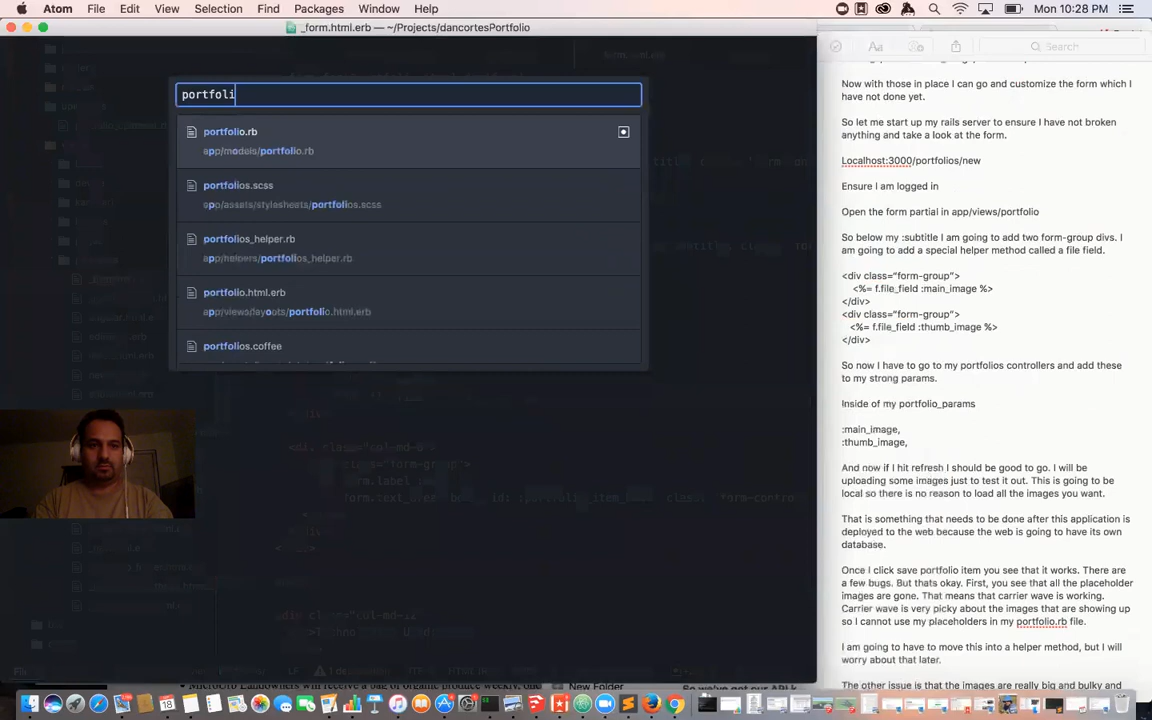 Atom File Edit View Selection Find Packages Window Help
Mon 10:28 PM
_form.html.erb — ~/Projects/dancortesPortfolio
Search
portfoli
portfolio.rb
app/models/portfolio.rb
portfolios.scss
app/assets/stylesheets/portfolios.scss
portfolios_helper.rb
app/helpers/portfolios_helper.rb
portfolio.html.erb
app/views/layouts/portfolio.html.erb
portfolios.coffee
Now with those in place I can go and customize the form which I
have not done yet.
So let me start up my rails server to ensure I have not broken
anything and take a look at the form.
Localhost:3000/portfolios/new
Ensure I am logged in
Open the form partial in app/views/portfolio
So below my :subtitle I am going to add two form-group divs. I
am going to add a special helper method called a file field.
<div class="form-group">
<%= f.file_field :main_image %>
</div>
<div class="form-group">
<%= f.file_field :thumb_image %>
</div>
So now I have to go to my portfolios controllers and add these
to my strong params.
Inside of my portfolio_params
:main_image,
:thumb_image,
And now if I hit refresh I should be good to go. I will be
uploading some images just to test it out. This is going to be
local so there is no reason to load all the images you want.
That is something that needs to be done after this application is
deployed to the web because the web is going to have its own
database.
Once I click save portfolio item you see that it works. There are
a few bugs. But thats okay. First, you see that all the placeholder
images are gone. That means that carrier wave is working.
Carrier wave is very picky about the images that are showing up
so I cannot use my placeholders in my portfolio.rb file.
I am going to have to move this into a helper method, but I will
worry about that later.
The other issue is that the images are really big and bulky and
<div class="col-md-
form.label
</div>
<div class="col-md-12
New Folder